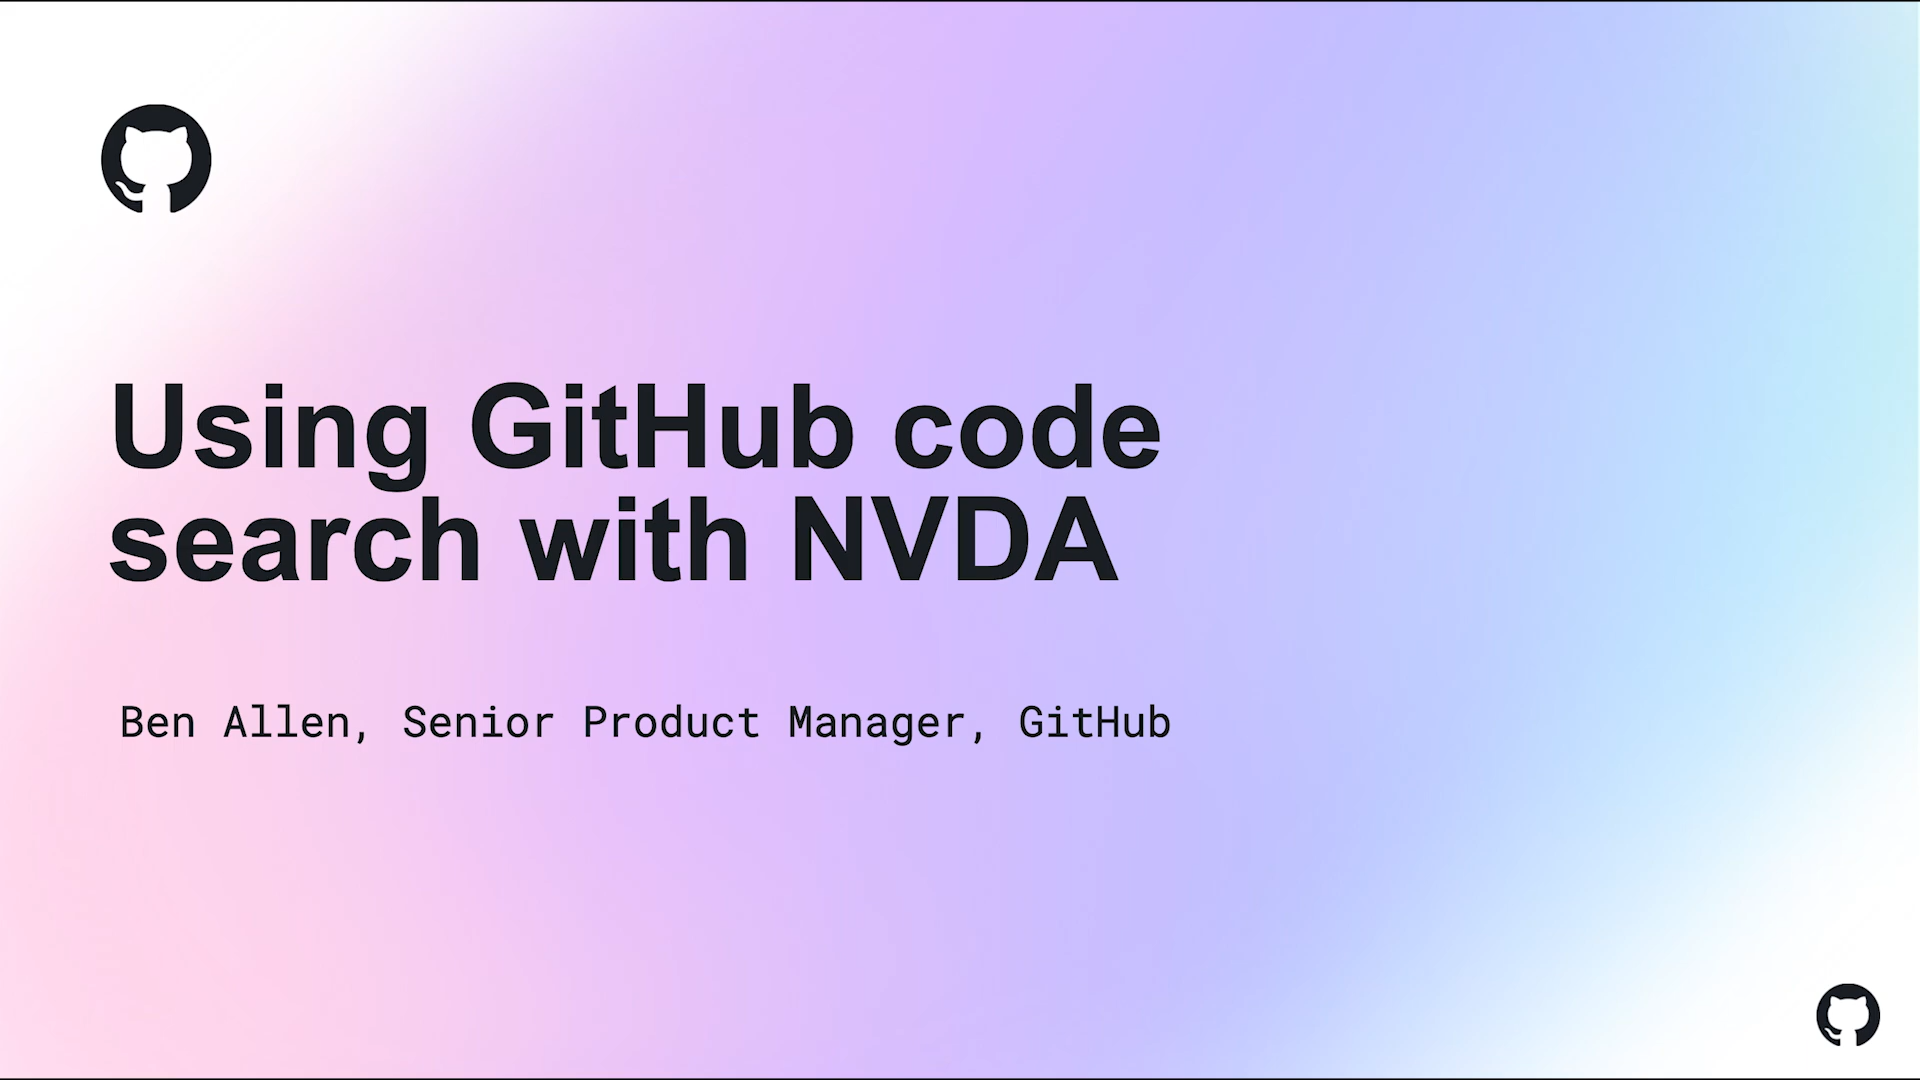 Using GitHub code
search with NVDA
Ben Allen, Senior Product Manager, GitHub